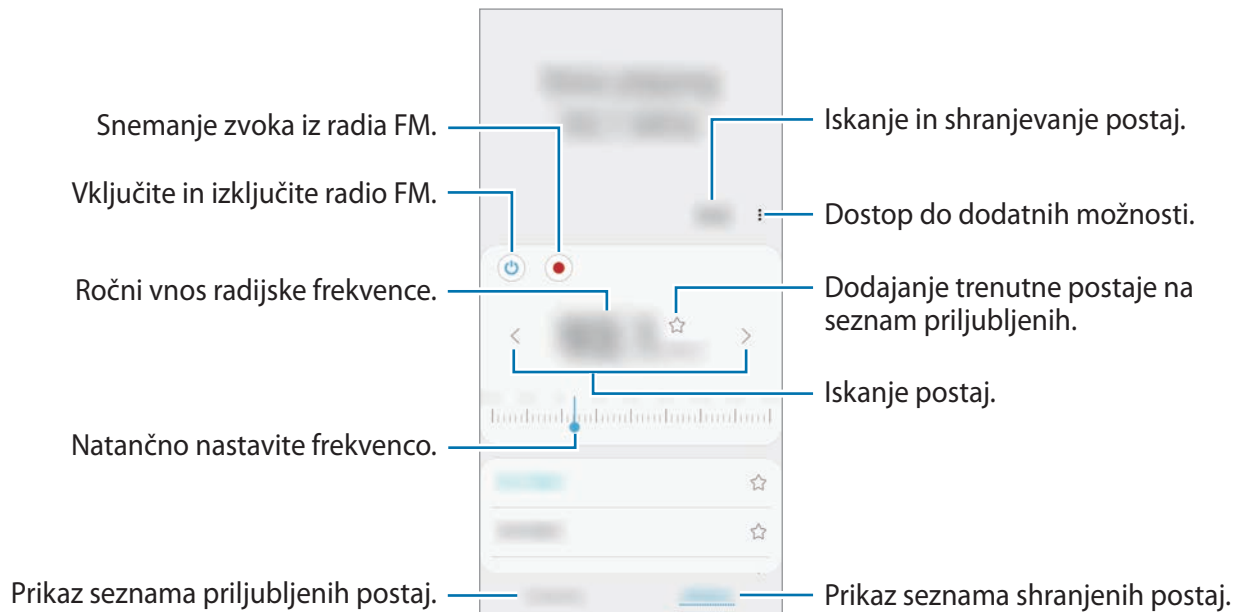 Snemanje zvoka iz radia FM.
Vključite in izključite radio FM.
Ročni vnos radijske frekvence.
Natančno nastavite frekvenco.
Prikaz seznama priljubljenih postaj.
Iskanje in shranjevanje postaj.
Dostop do dodatnih možnosti.
Dodajanje trenutne postaje na
seznam priljubljenih.
Iskanje postaj.
Prikaz seznama shranjenih postaj.